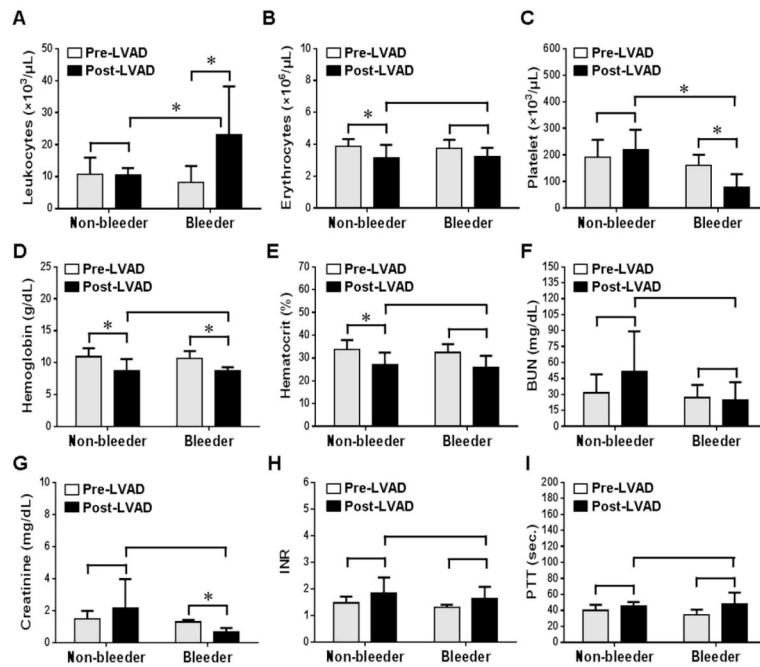 A
Leukocytes (×10³/µL)
50
40
30
20
10
0
Pre-LVAD
Post-LVAD
*
*
Non-bleeder
Bleeder
B
Erythrocytes (×10⁶/µL)
10
8
6
4
2
0
Pre-LVAD
Post-LVAD
*
Non-bleeder
Bleeder
C
Platelet (×10³/µL)
600
500
400
300
200
100
0
Pre-LVAD
Post-LVAD
*
*
Non-bleeder
Bleeder
D
Hemoglobin (g/dL)
25
20
15
10
5
0
Pre-LVAD
Post-LVAD
*
*
Non-bleeder
Bleeder
E
Hematocrit (%)
70
60
50
40
30
20
10
0
Pre-LVAD
Post-LVAD
*
Non-bleeder
Bleeder
F
BUN (mg/dL)
150
135
120
105
90
75
60
45
30
15
0
Pre-LVAD
Post-LVAD
Non-bleeder
Bleeder
G
Creatinine (mg/dL)
10
8
6
4
2
0
Pre-LVAD
Post-LVAD
*
Non-bleeder
Bleeder
H
INR
6
5
4
3
2
1
0
Pre-LVAD
Post-LVAD
Non-bleeder
Bleeder
I
PTT (sec.)
200
180
160
140
120
100
80
60
40
20
0
Pre-LVAD
Post-LVAD
Non-bleeder
Bleeder